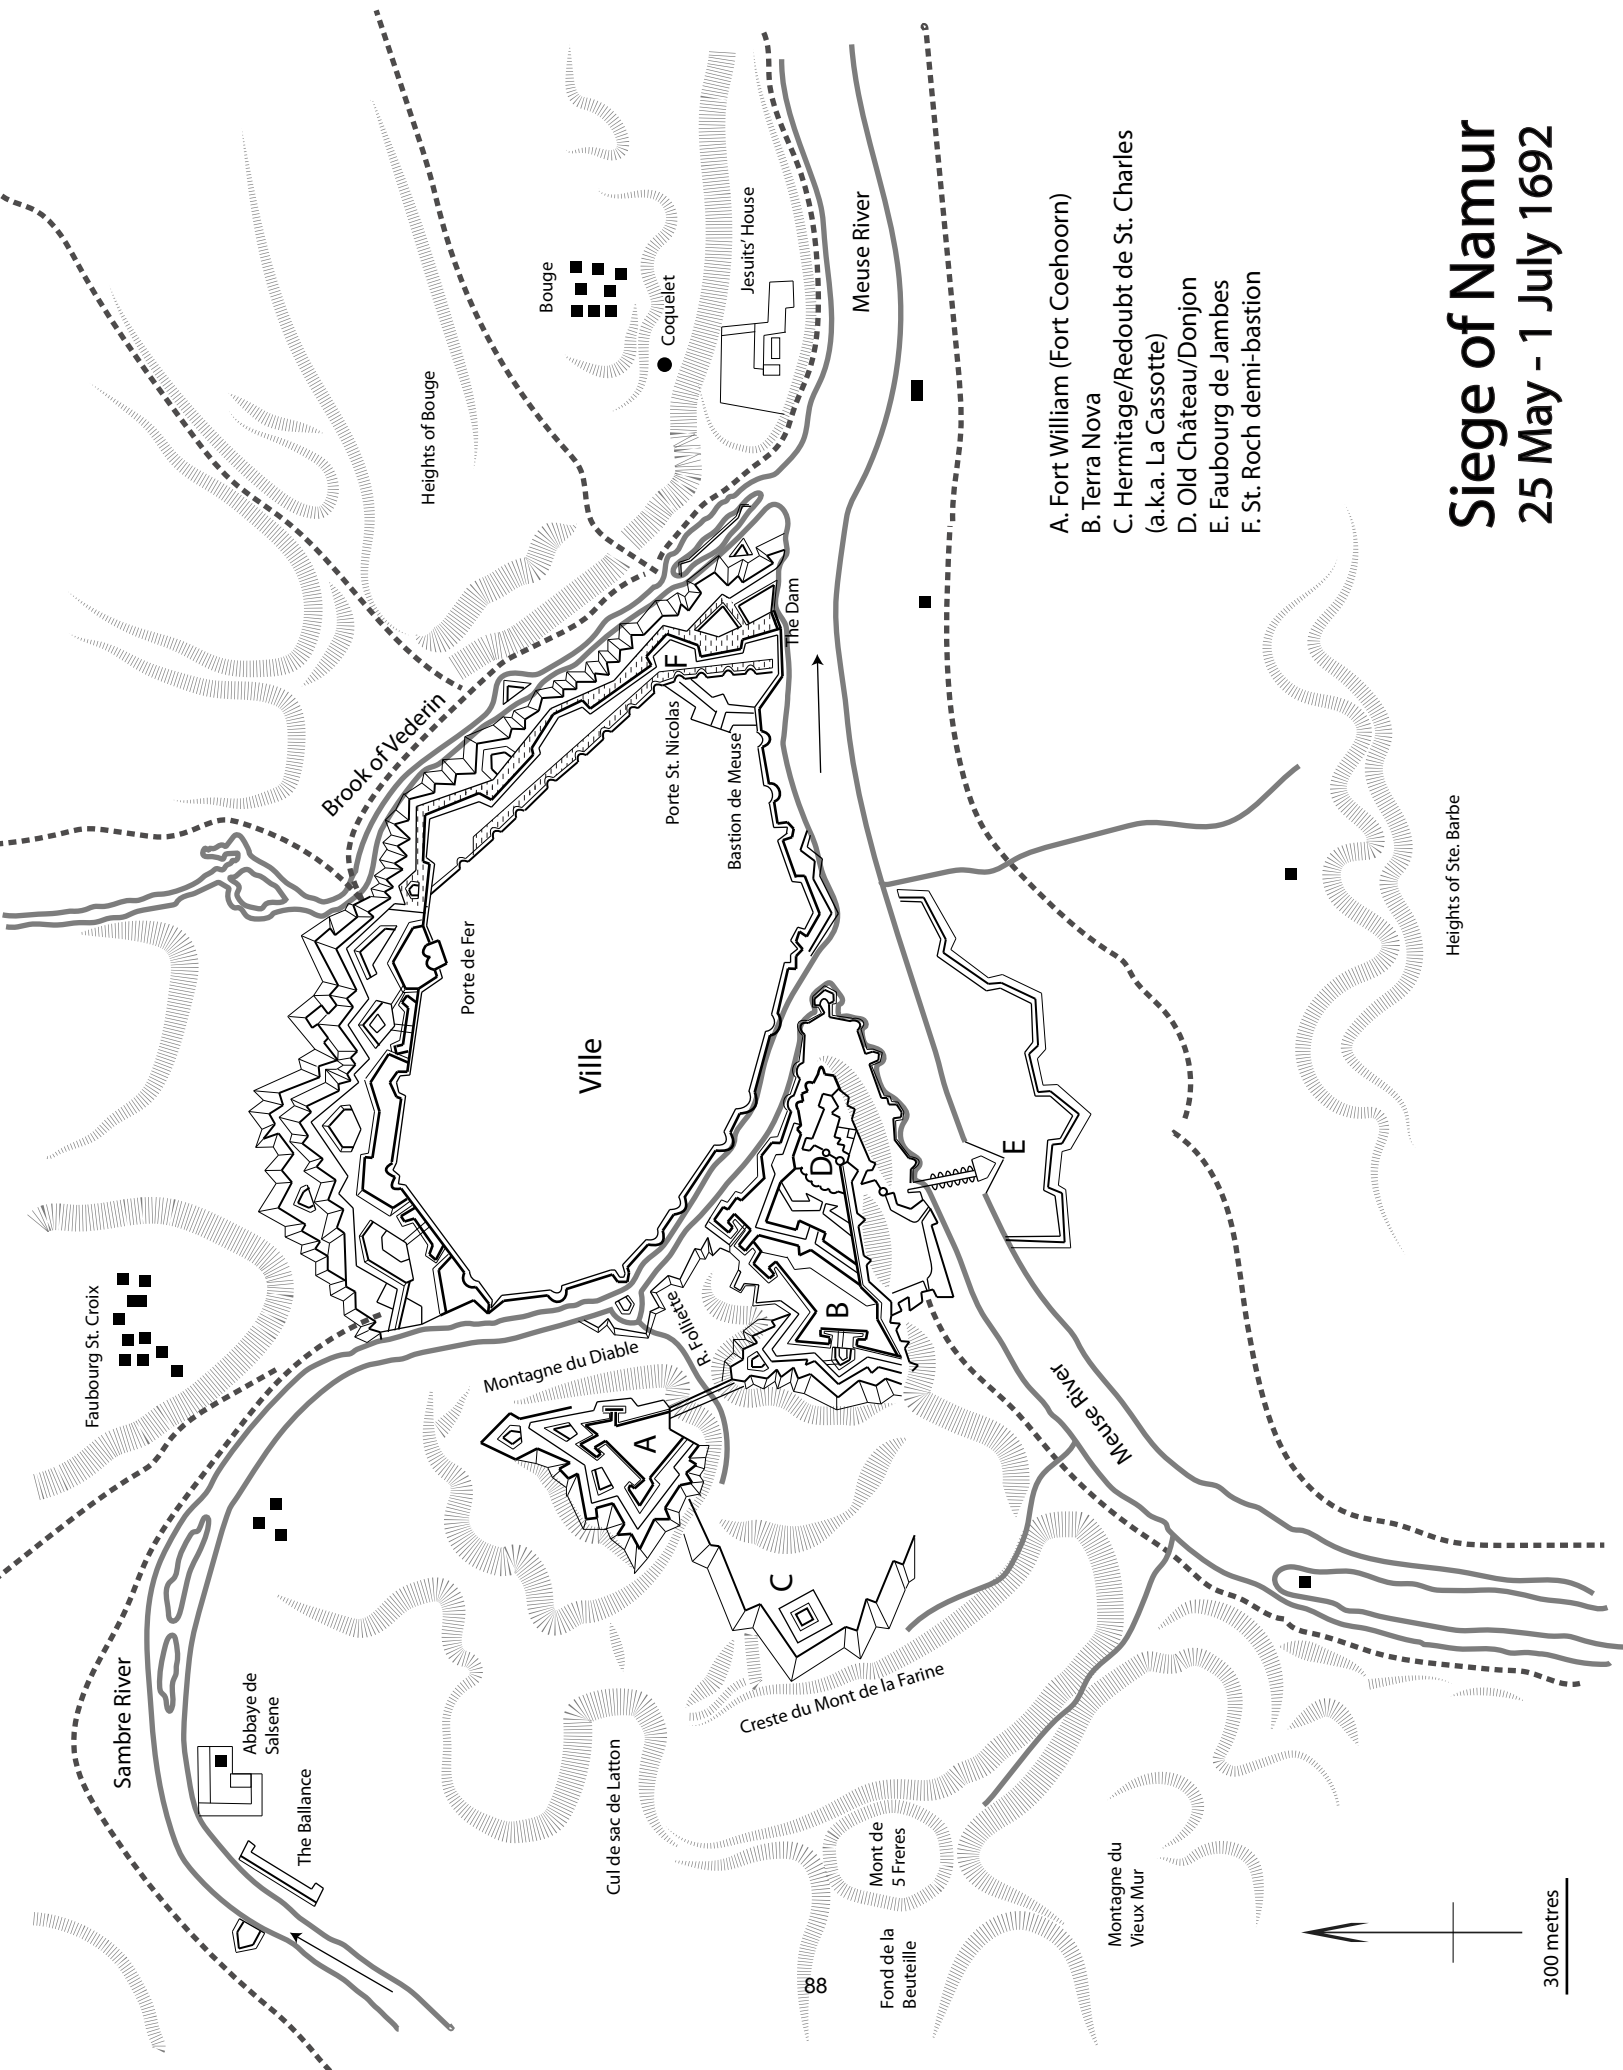 Siege of Namur
25 May - 1 July 1692
A. Fort William (Fort Coehoorn)
B. Terra Nova
C. Hermitage/Redoubt de St. Charles
(a.k.a. La Cassotte)
D. Old Château/Donjon
E. Faubourg de Jambes
F. St. Roch demi-bastion
Faubourg St. Croix
Sambre River
Abbaye de
Salsene
The Ballance
Brook of Vederin
Heights of Bouge
Bouge
Coquelet
Jesuits' House
Meuse River
Porte de Fer
Ville
Porte St. Nicolas
Bastion de Meuse
The Dam
F
Montagne du Diable
R. Folliette
A
B
C
D
E
Cul de sac de Latton
Creste du Mont de la Farine
Mont de
5 Freres
Fond de la
Beuteille
Montagne du
Vieux Mur
Meuse River
Heights of Ste. Barbe
300 metres
88